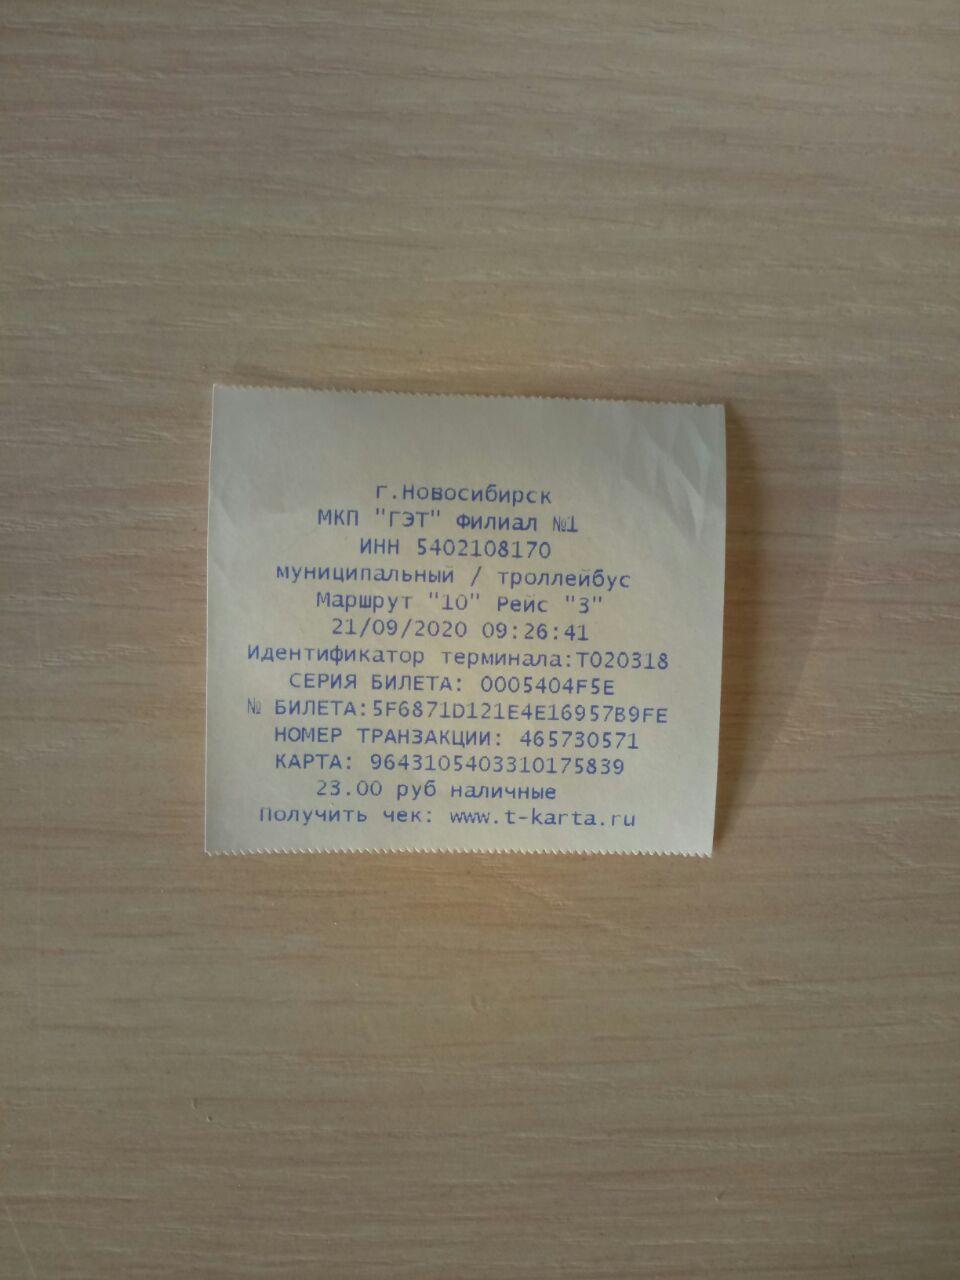 г.Новосибирск
МКП "ГЭТ" Филиал №1
ИНН 5402108170
муниципальный / троллейбус
Маршрут "10" Рейс "3"
21/09/2020 09:26:41
Идентификатор терминала:T020318
СЕРИЯ БИЛЕТА: 0005404F5E
№ БИЛЕТА:5F6871D121E4E16957B9FE
НОМЕР ТРАНЗАКЦИИ: 465730571
КАРТА: 9643105403310175839
23.00 руб наличные
Получить чек: www.t-karta.ru